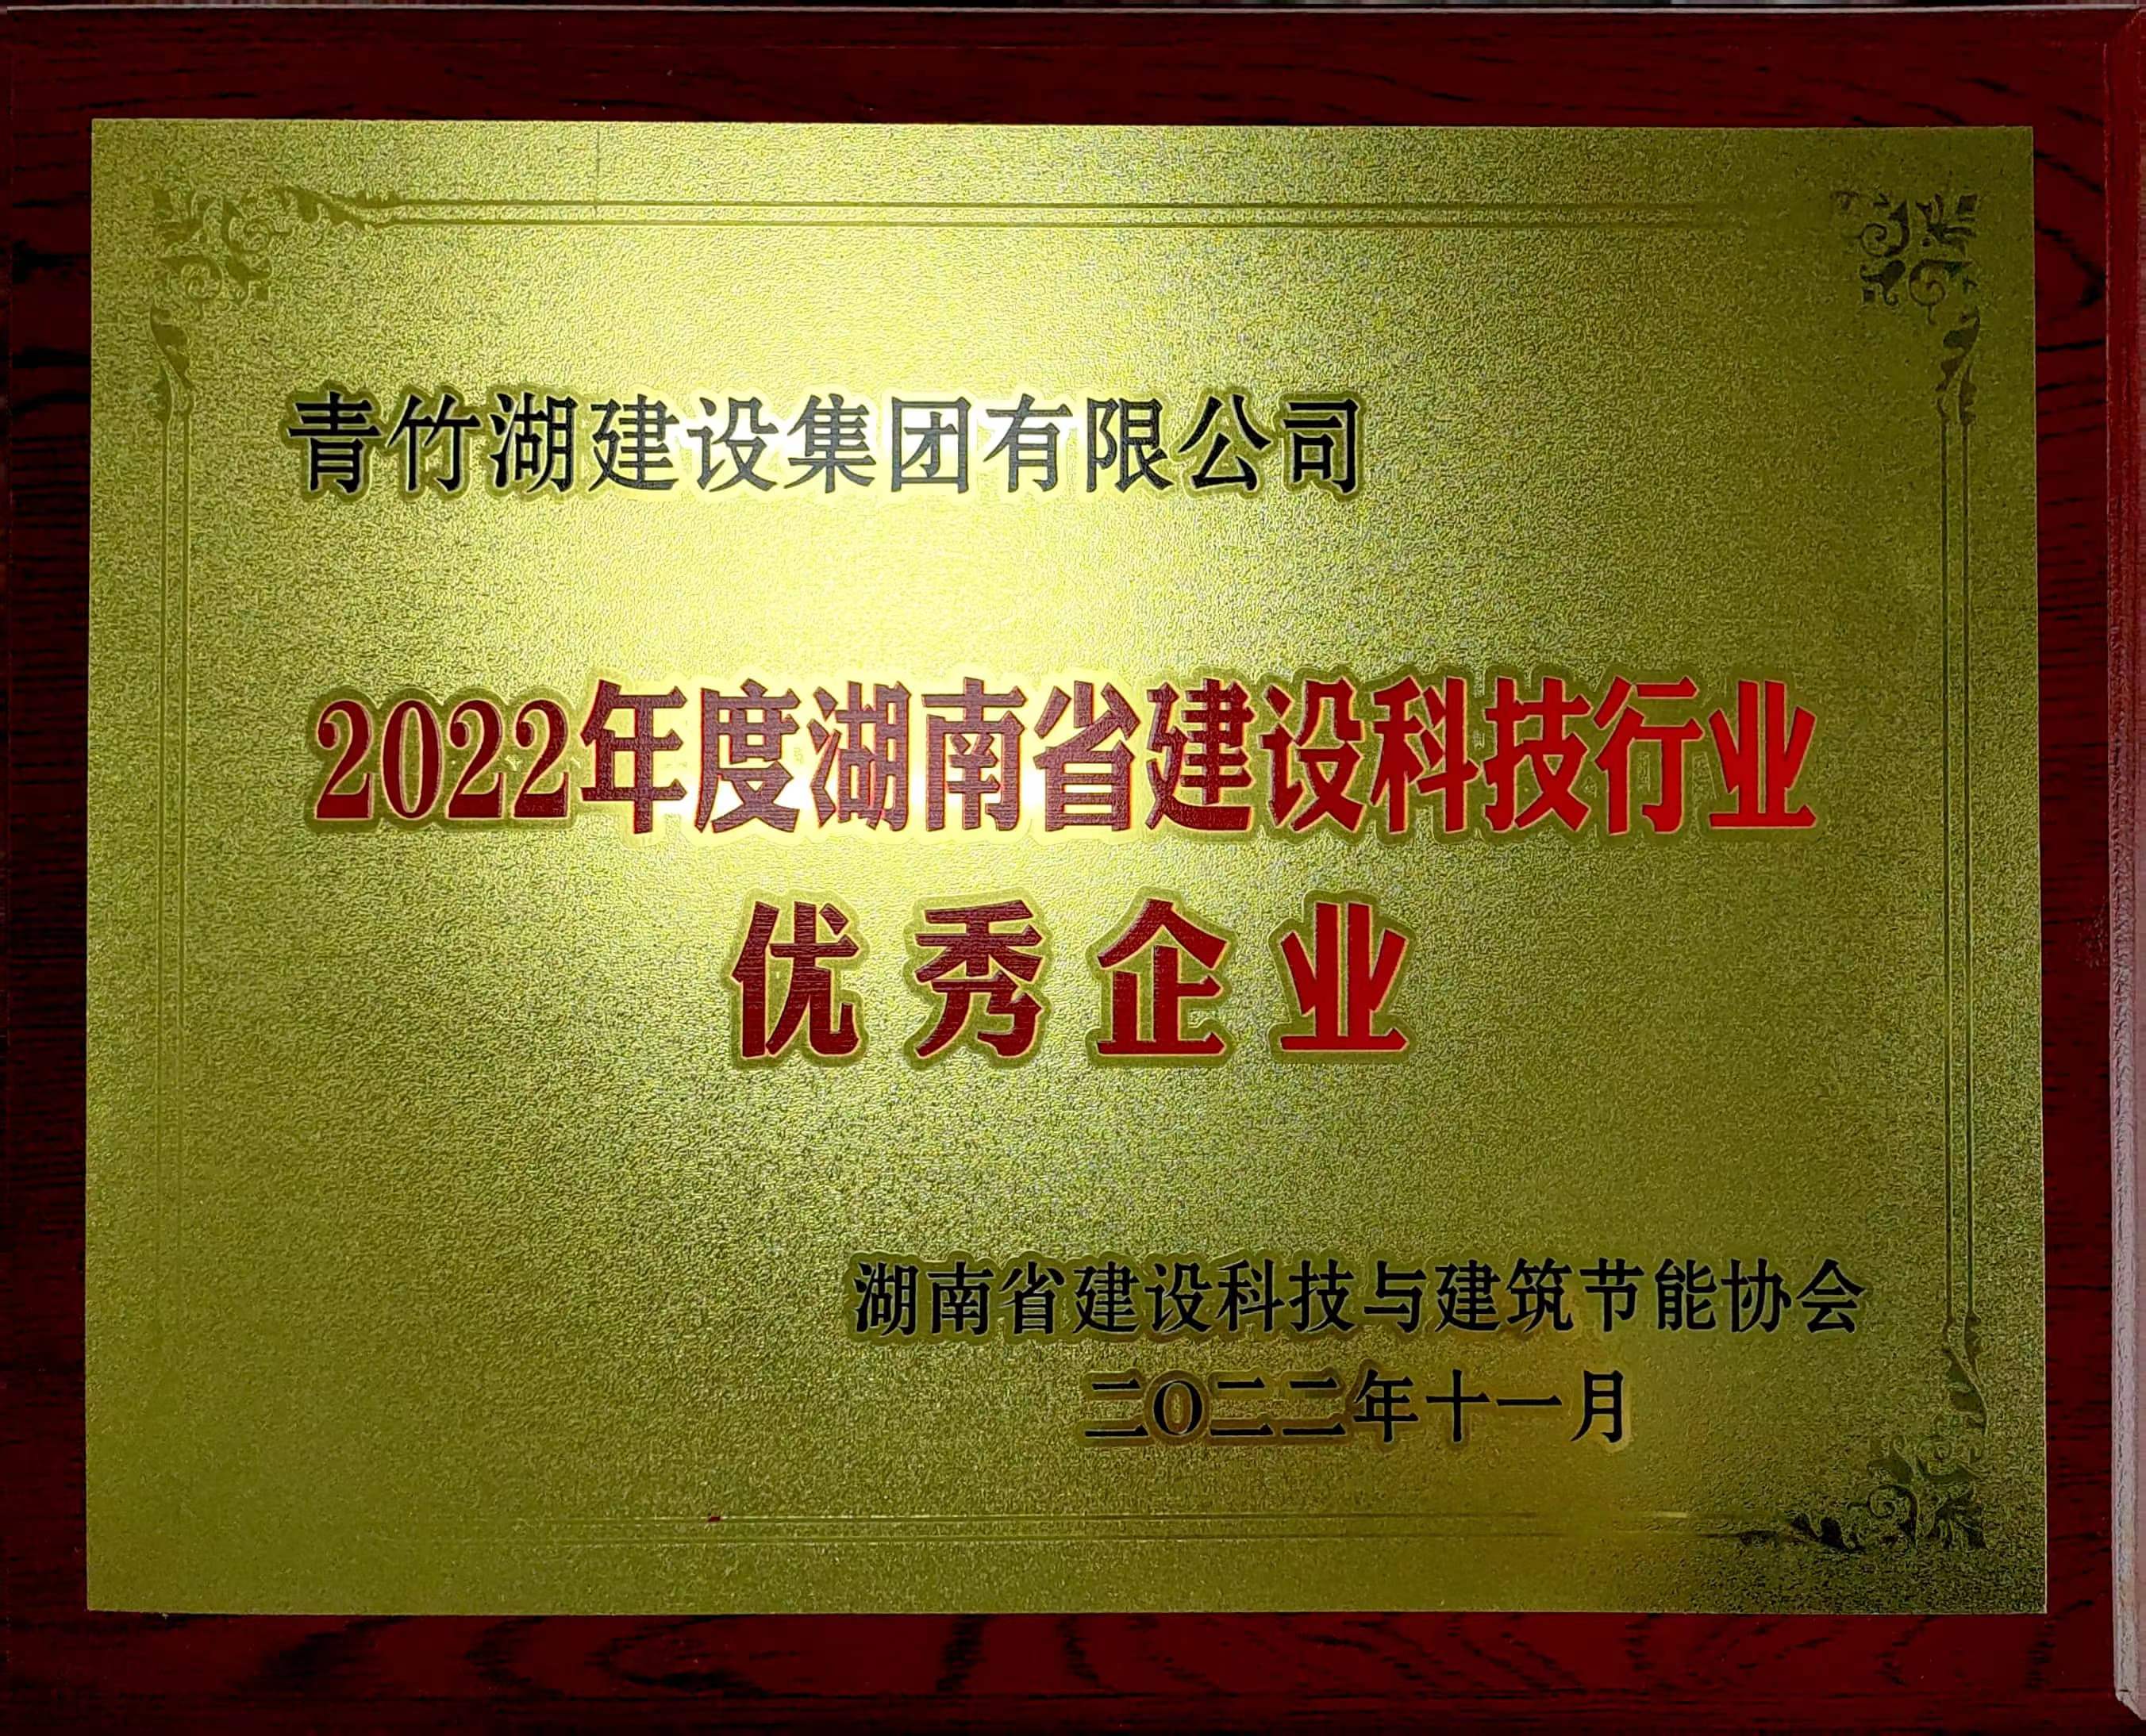 青竹湖建设集团有限公司
2022年度湖南省建设科技行业
优秀企业
湖南省建设科技与建筑节能协会
二O二二年十一月